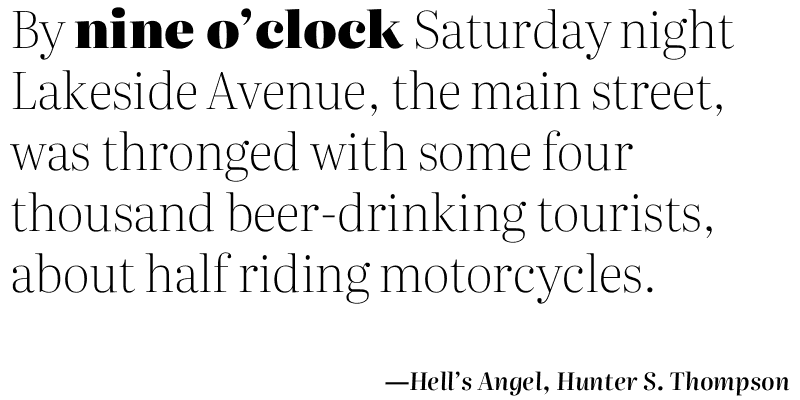 By nine o’clock Saturday night
Lakeside Avenue, the main street,
was thronged with some four
thousand beer-drinking tourists,
about half riding motorcycles.
—Hell’s Angel, Hunter S. Thompson